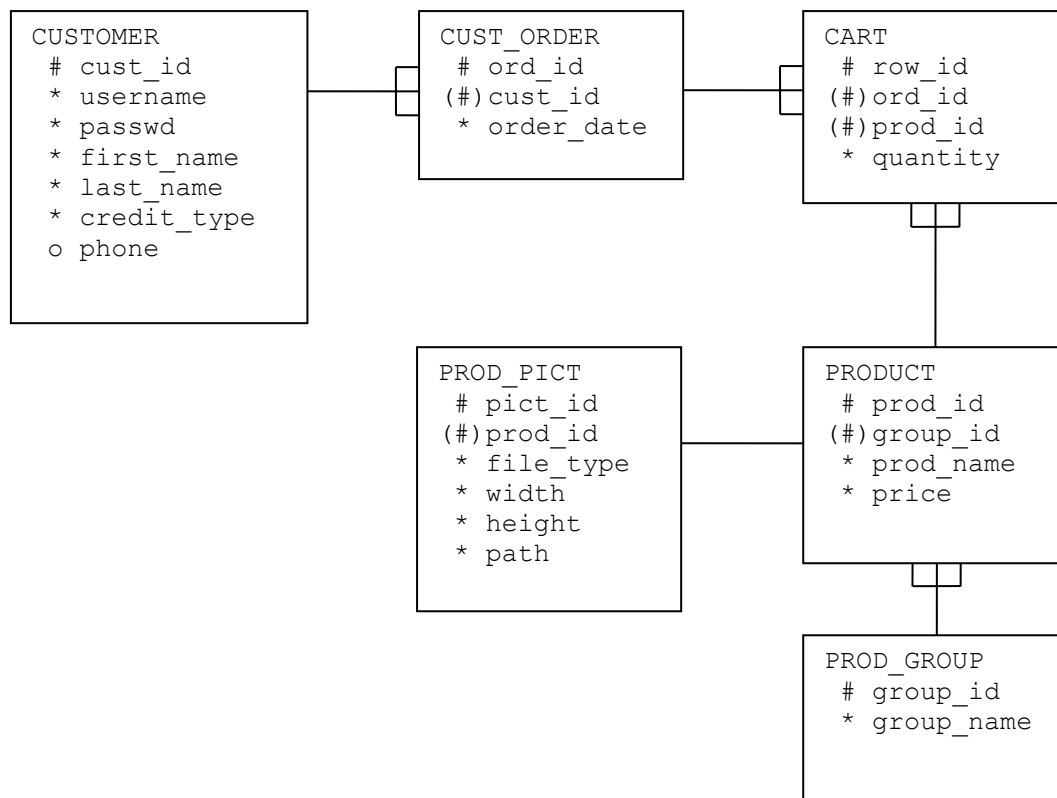 CUSTOMER
# cust_id
* username
* passwd
* first_name
* last_name
* credit_type
o phone
CUST_ORDER
# ord_id
(#)cust_id
* order_date
CART
# row_id
(#)ord_id
(#)prod_id
* quantity
PROD_PICT
# pict_id
(#)prod_id
* file_type
* width
* height
* path
PRODUCT
# prod_id
(#)group_id
* prod_name
* price
PROD_GROUP
# group_id
* group_name